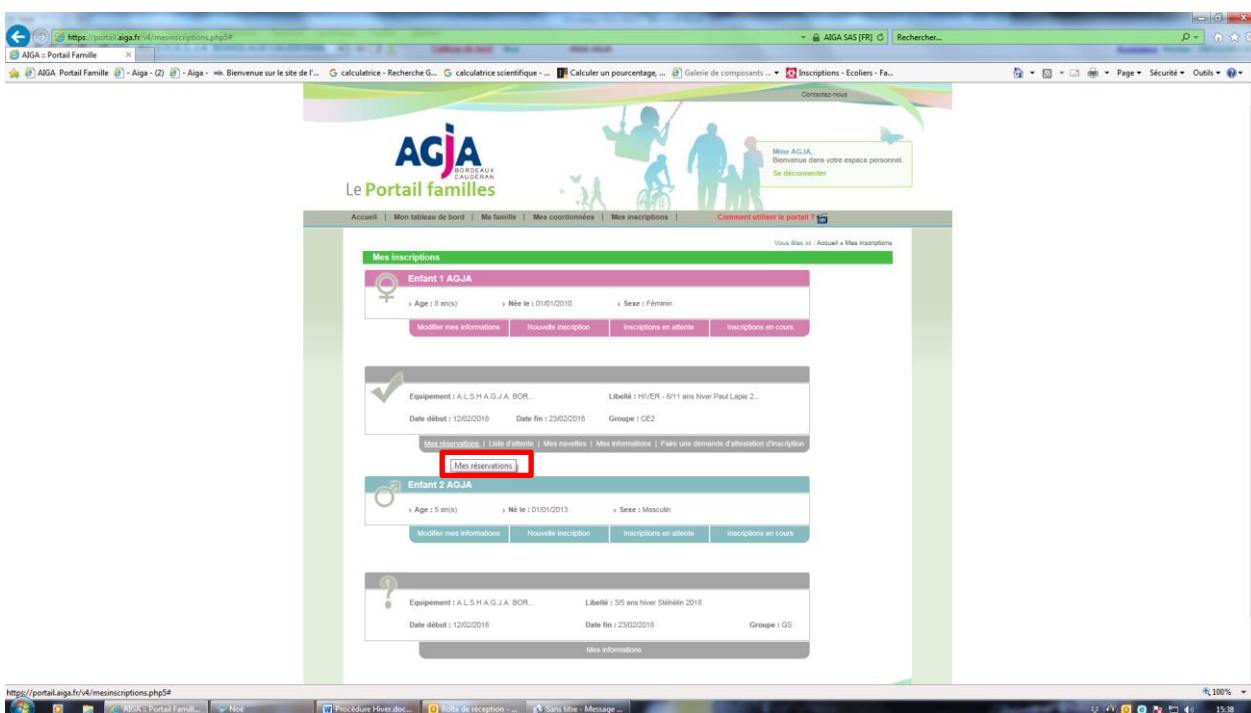 https://portail.aiga.fr/v4/mesinscriptions.php5#
AIGA SAS [FR]
Rechercher...
AIGA :: Portail Famille
AIGA Portail Famille
- Aiga - (2)
- Aiga -
Bienvenue sur le site de l'...
calculatrice - Recherche G...
calculatrice scientifique - ...
Calculer un pourcentage, ...
Galerie de composants ...
Inscriptions - Ecoliers - Fa...
Page
Sécurité
Outils
Contactez-nous
AGJA
BORDEAUX
CAUDERAN
Le Portail familles
Mme AGJA,
Bienvenue dans votre espace personnel.
Se déconnecter
Accueil | Mon tableau de bord | Ma famille | Mes coordonnées | Mes inscriptions | Comment utiliser le portail ?
Vous êtes ici : Accueil » Mes inscriptions
Mes inscriptions
Enfant 1 AGJA
Age : 8 an(s) Née le : 01/01/2010 Sexe : Féminin
Modifier mes informations Nouvelle inscription Inscriptions en attente Inscriptions en cours
Equipement : A.L.S.H A.G.J.A. BOR... Libellé : HIVER - 6/11 ans hiver Paul Lapie 2...
Date début : 12/02/2018 Date fin : 23/02/2018 Groupe : CE2
Mes réservations | Liste d'attente | Mes navettes | Mes informations | Faire une demande d'attestation d'inscription
Mes réservations
Enfant 2 AGJA
Age : 5 an(s) Né le : 01/01/2013 Sexe : Masculin
Modifier mes informations Nouvelle inscription Inscriptions en attente Inscriptions en cours
Equipement : A.L.S.H A.G.J.A. BOR... Libellé : 3/5 ans hiver Stéhélin 2018
Date début : 12/02/2018 Date fin : 23/02/2018 Groupe : GS
Mes informations
https://portail.aiga.fr/v4/mesinscriptions.php5#
100%
AIGA :: Portail Famill...
Noé
Procédure Hiver.doc...
Boîte de réception - ...
Sans titre - Message ...
15:38